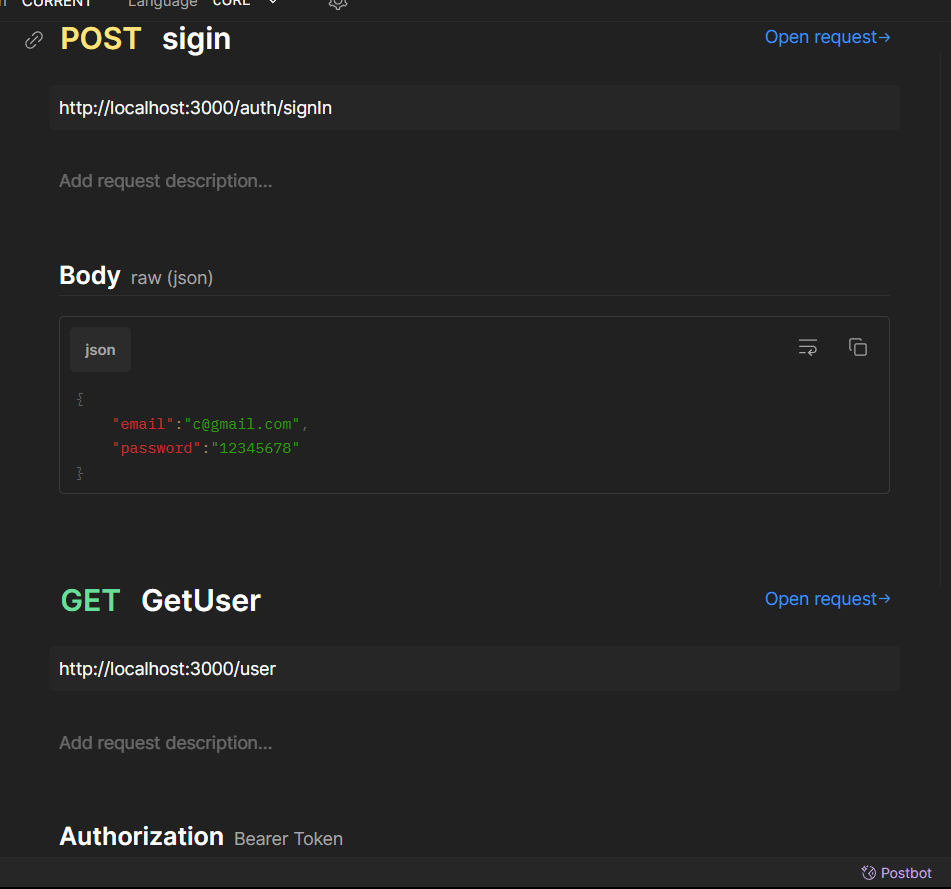 CURRENT Language CURL
POST sigin Open request→
http://localhost:3000/auth/signIn
Add request description...
Body raw (json)
json
{
"email":"c@gmail.com",
"password":"12345678"
}
GET GetUser Open request→
http://localhost:3000/user
Add request description...
Authorization Bearer Token
Postbot